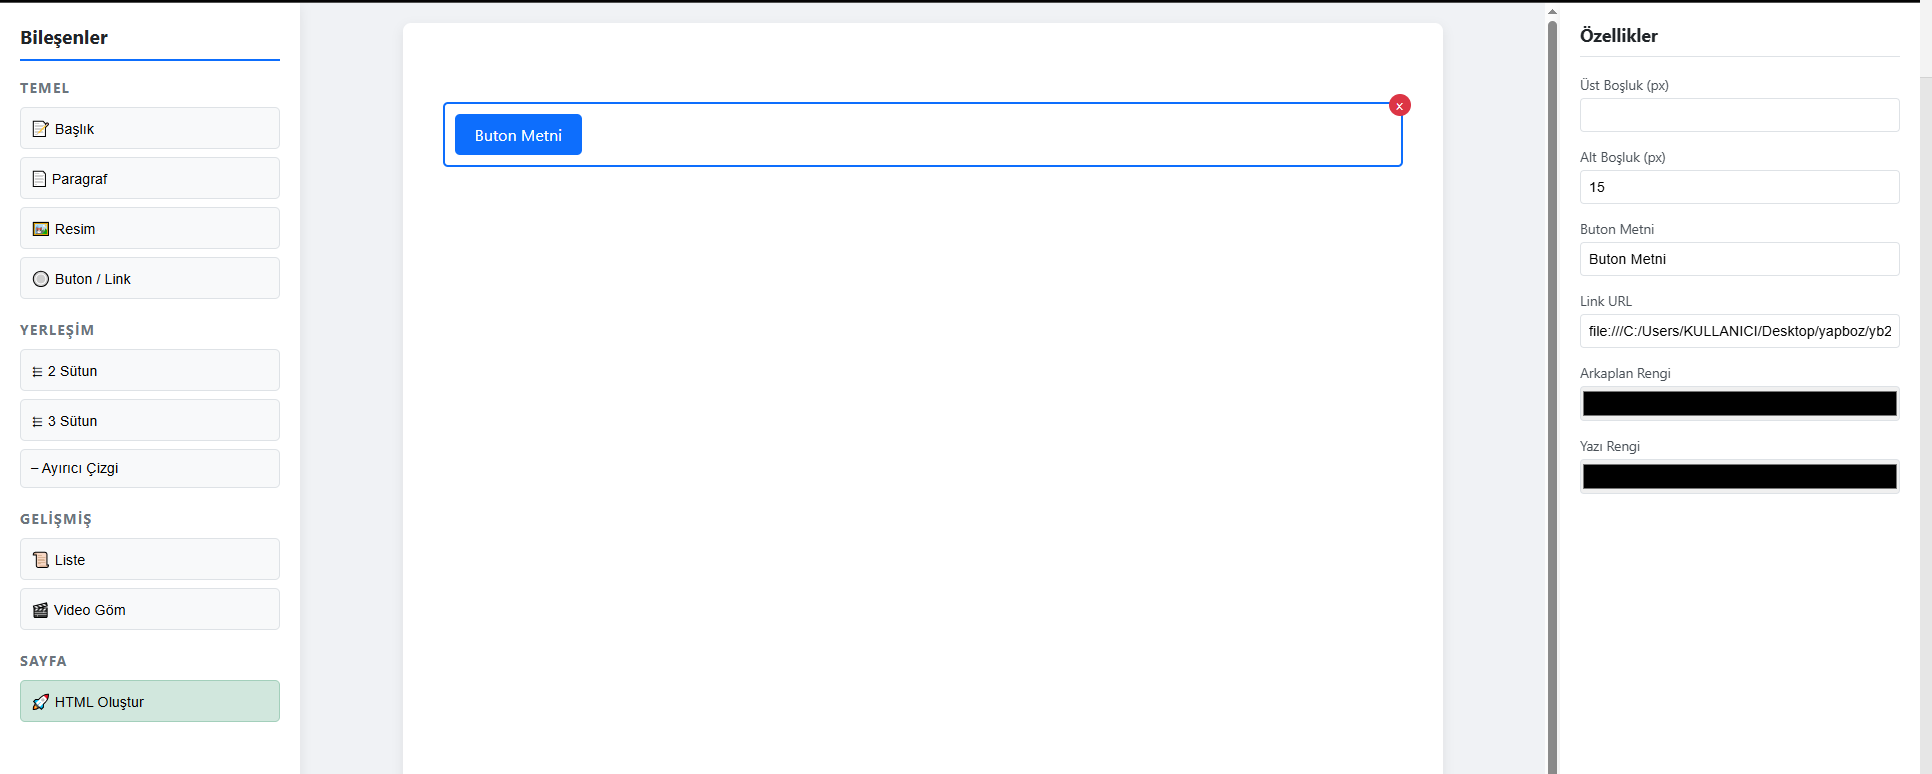 Bileşenler
TEMEL
Başlık
Paragraf
Resim
Buton / Link
YERLEŞİM
2 Sütun
3 Sütun
– Ayırıcı Çizgi
GELİŞMİŞ
Liste
Video Göm
SAYFA
HTML Oluştur
x
Buton Metni
Özellikler
Üst Boşluk (px)
Alt Boşluk (px)
15
Buton Metni
Buton Metni
Link URL
file:///C:/Users/KULLANICI/Desktop/yapboz/yb2
Arkaplan Rengi
Yazı Rengi